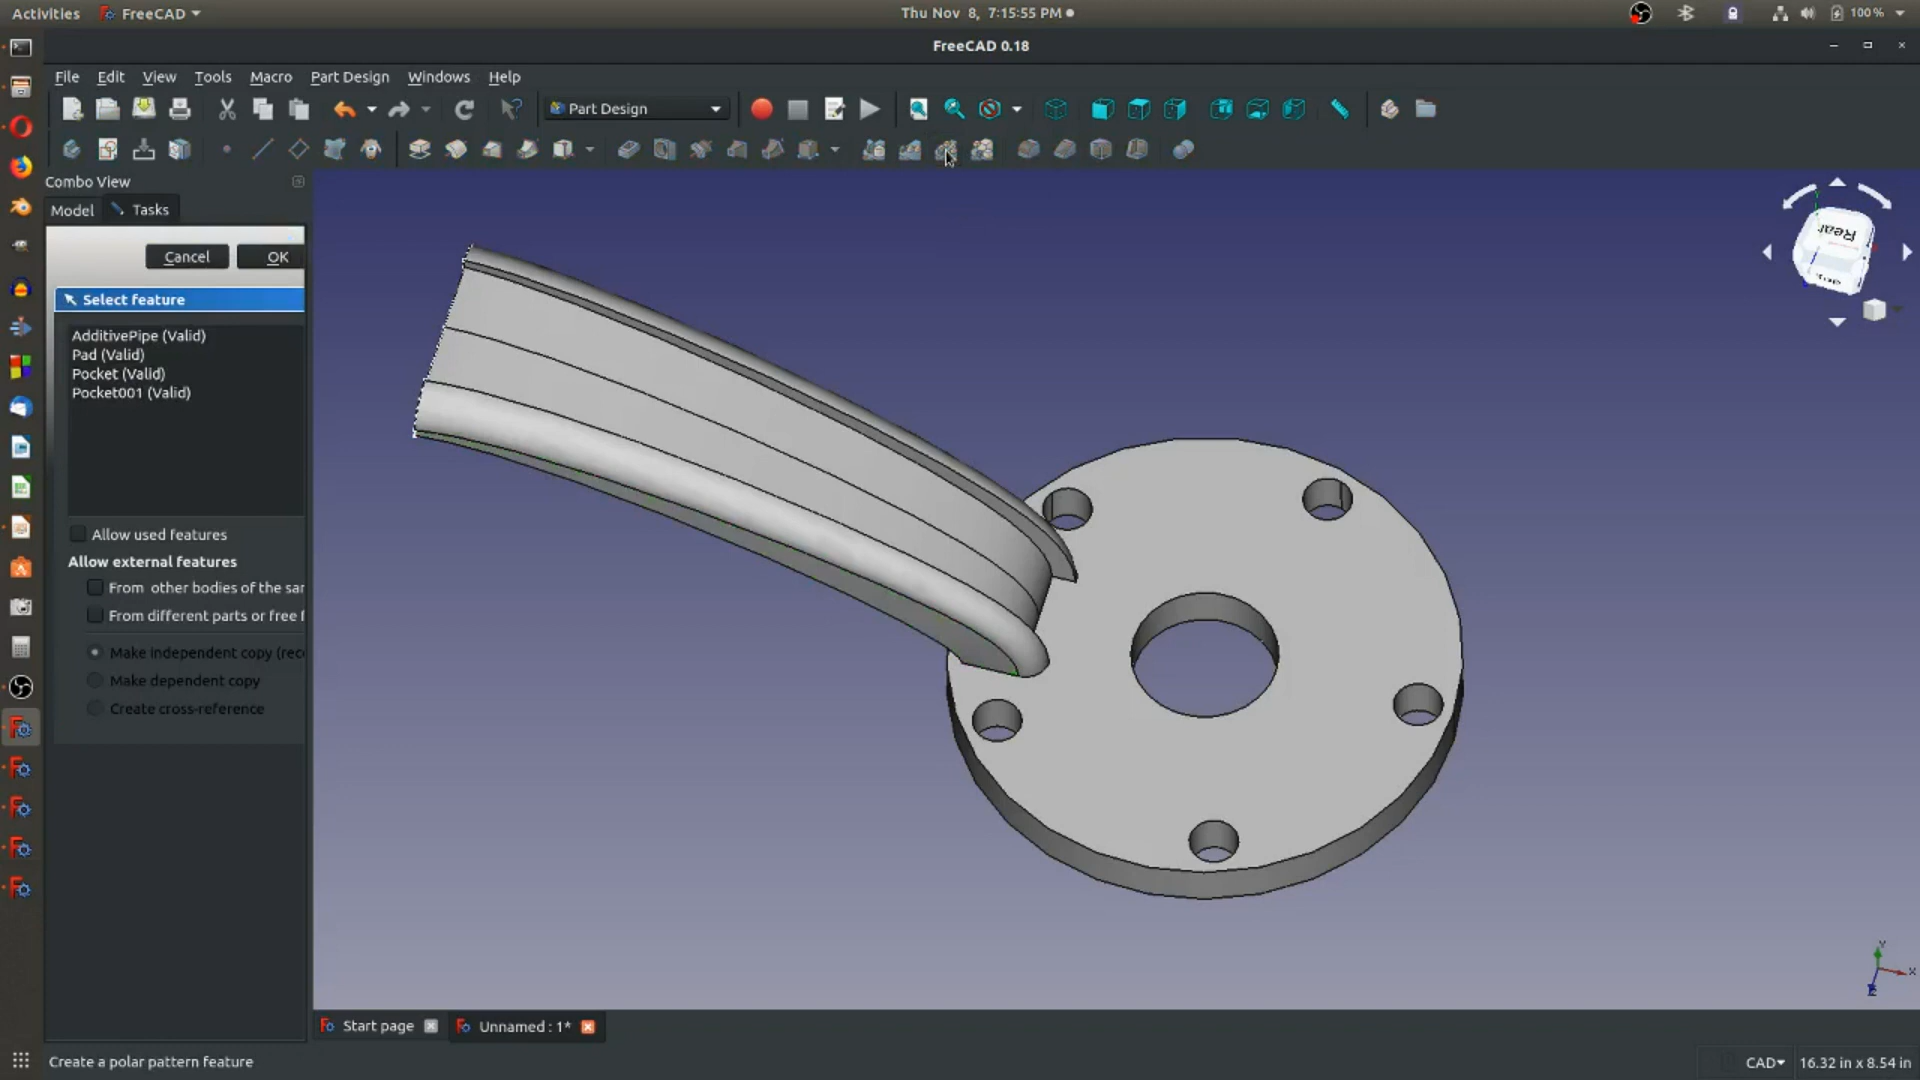 Activities FreeCAD Thu Nov 8, 7:15:55 PM 100%
FreeCAD 0.18
File Edit View Tools Macro Part Design Windows Help
Part Design
Combo View
Model Tasks
Cancel OK
Select feature
AdditivePipe (Valid)
Pad (Valid)
Pocket (Valid)
Pocket001 (Valid)
Allow used features
Allow external features
From other bodies of the sar
From different parts or free f
Make independent copy (rec
Make dependent copy
Create cross-reference
Rear
Y
X
Z
Start page Unnamed : 1*
Create a polar pattern feature CAD 16.32 in x 8.54 in